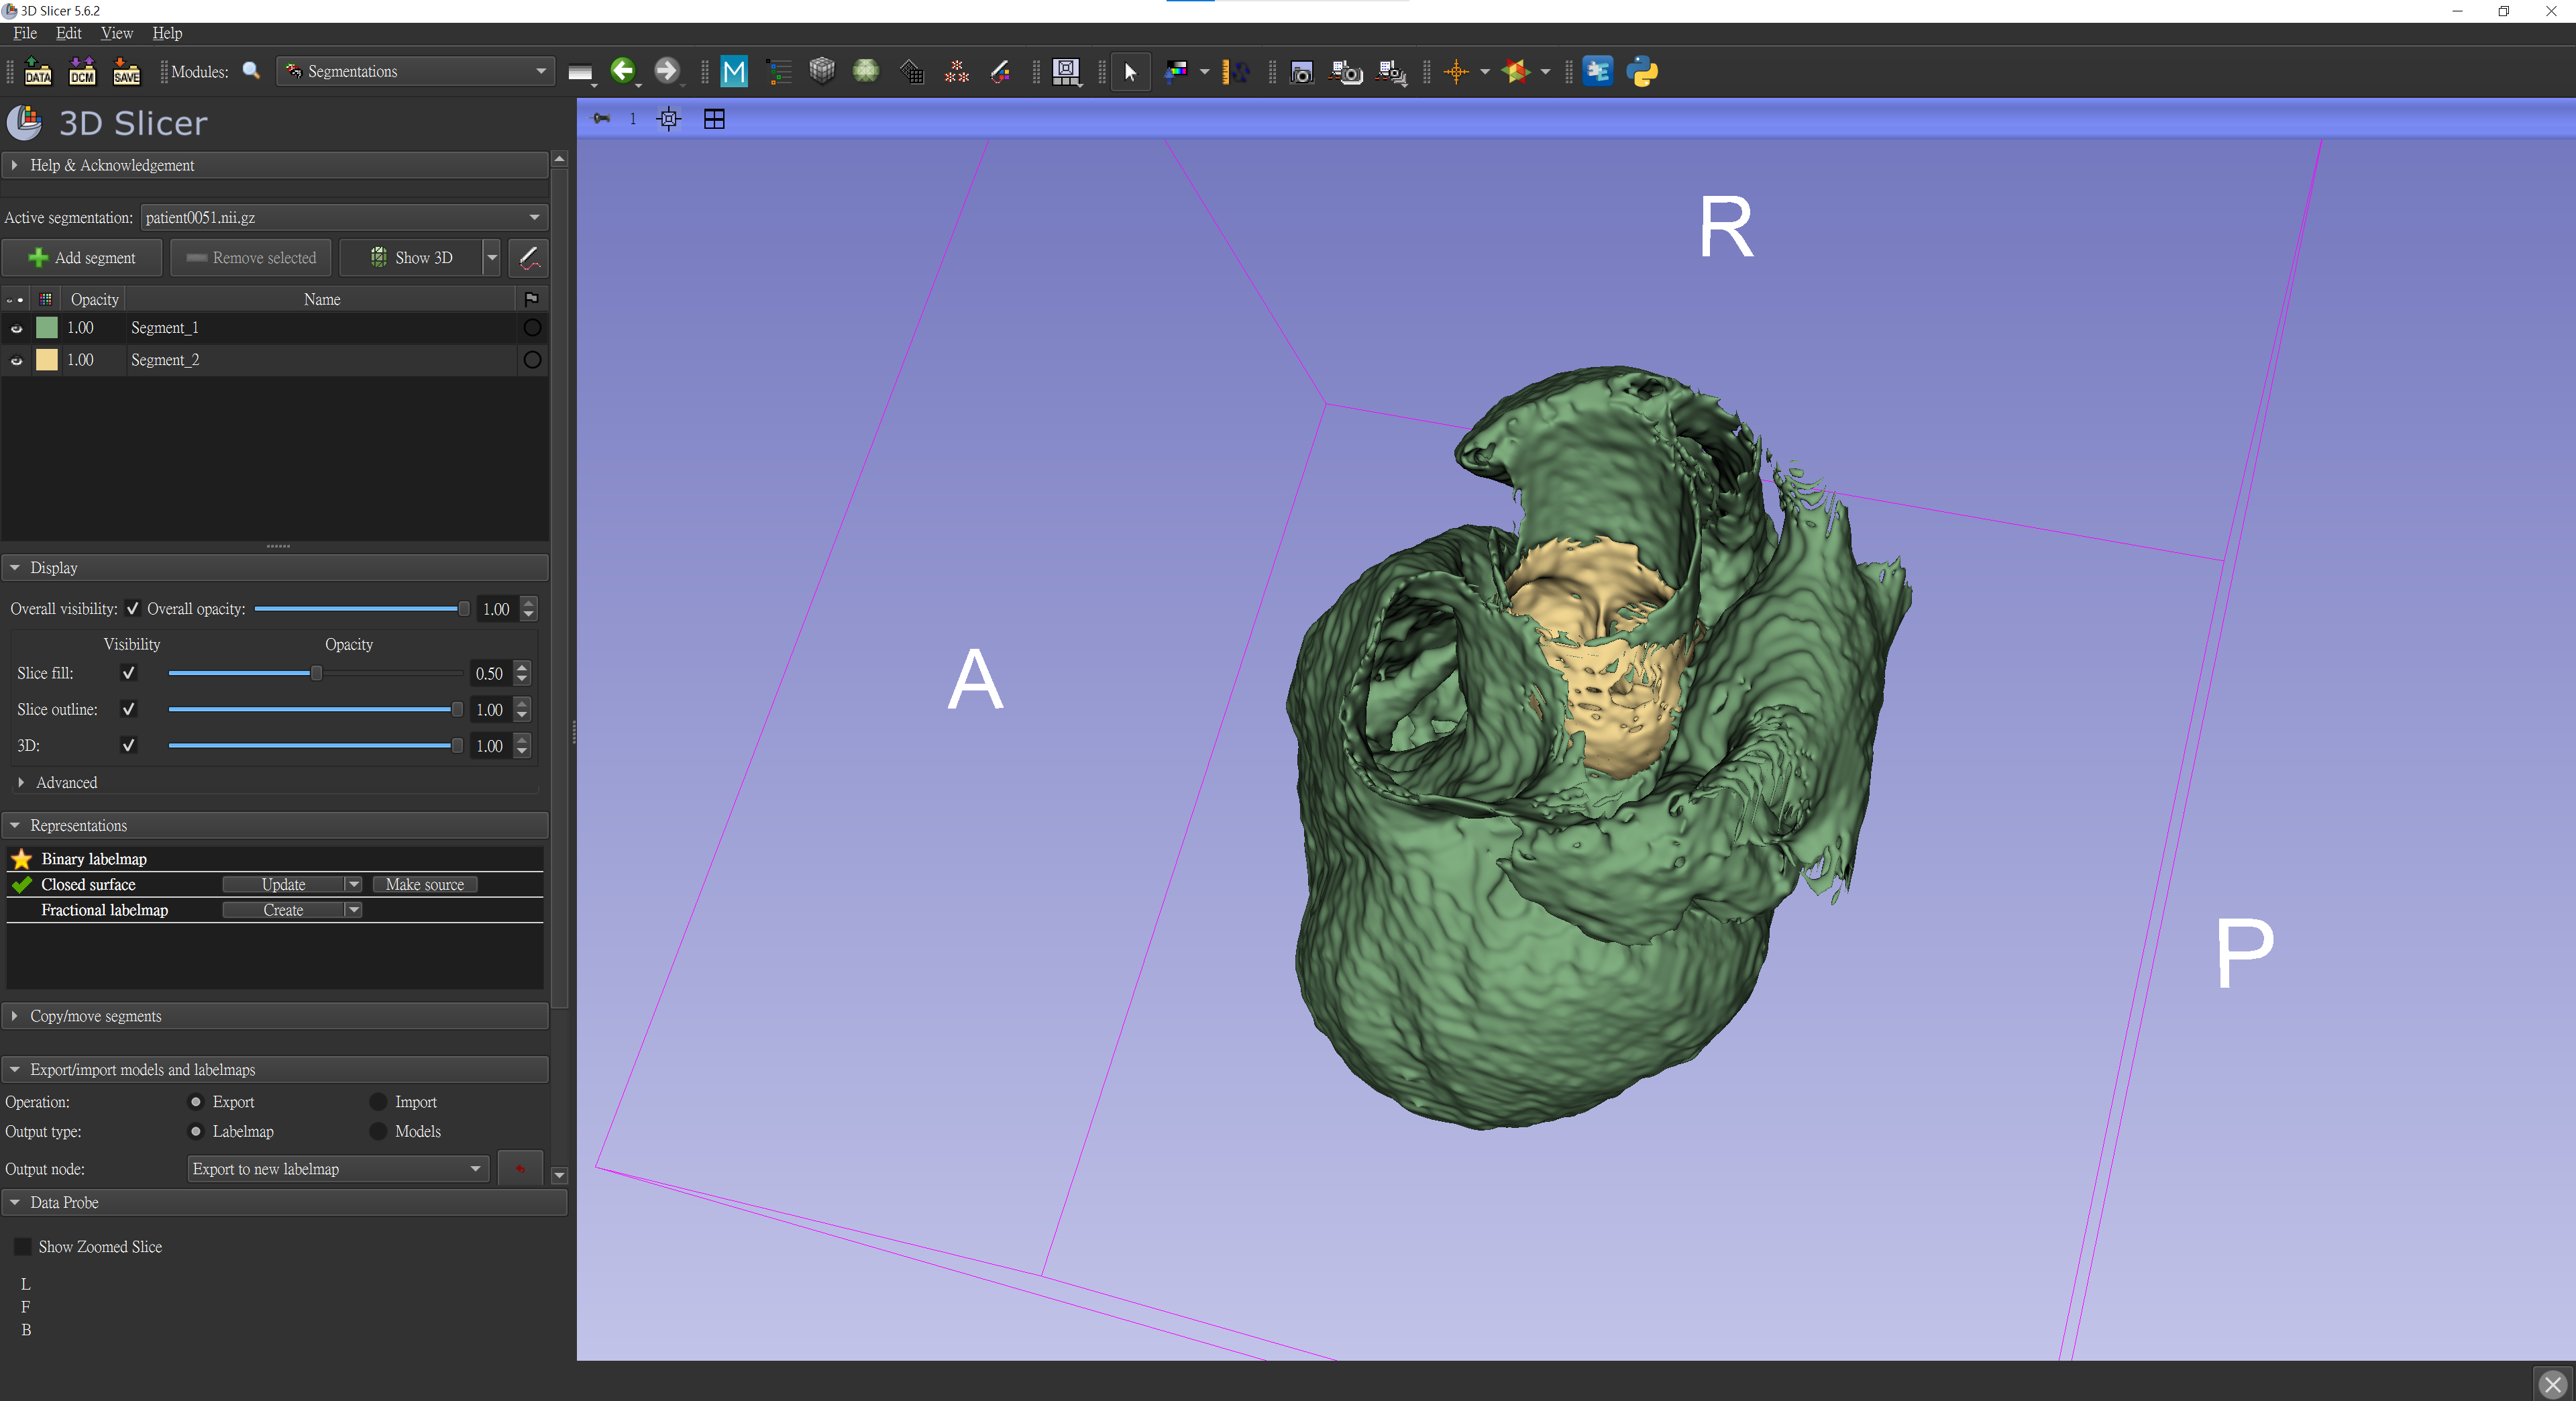 3D Slicer 5.6.2
File Edit View Help
DATA DCM SAVE Modules: Segmentations M
3D Slicer
1
Help & Acknowledgement
Active segmentation: patient0051.nii.gz
Add segment Remove selected Show 3D
Opacity Name
1.00 Segment_1
1.00 Segment_2
Display
Overall visibility: Overall opacity: 1.00
Visibility Opacity
Slice fill: 0.50
Slice outline: 1.00
3D: 1.00
Advanced
Representations
Binary labelmap
Closed surface Update Make source
Fractional labelmap Create
Copy/move segments
Export/import models and labelmaps
Operation: Export Import
Output type: Labelmap Models
Output node: Export to new labelmap
Data Probe
Show Zoomed Slice
L
F
B
R
A
P